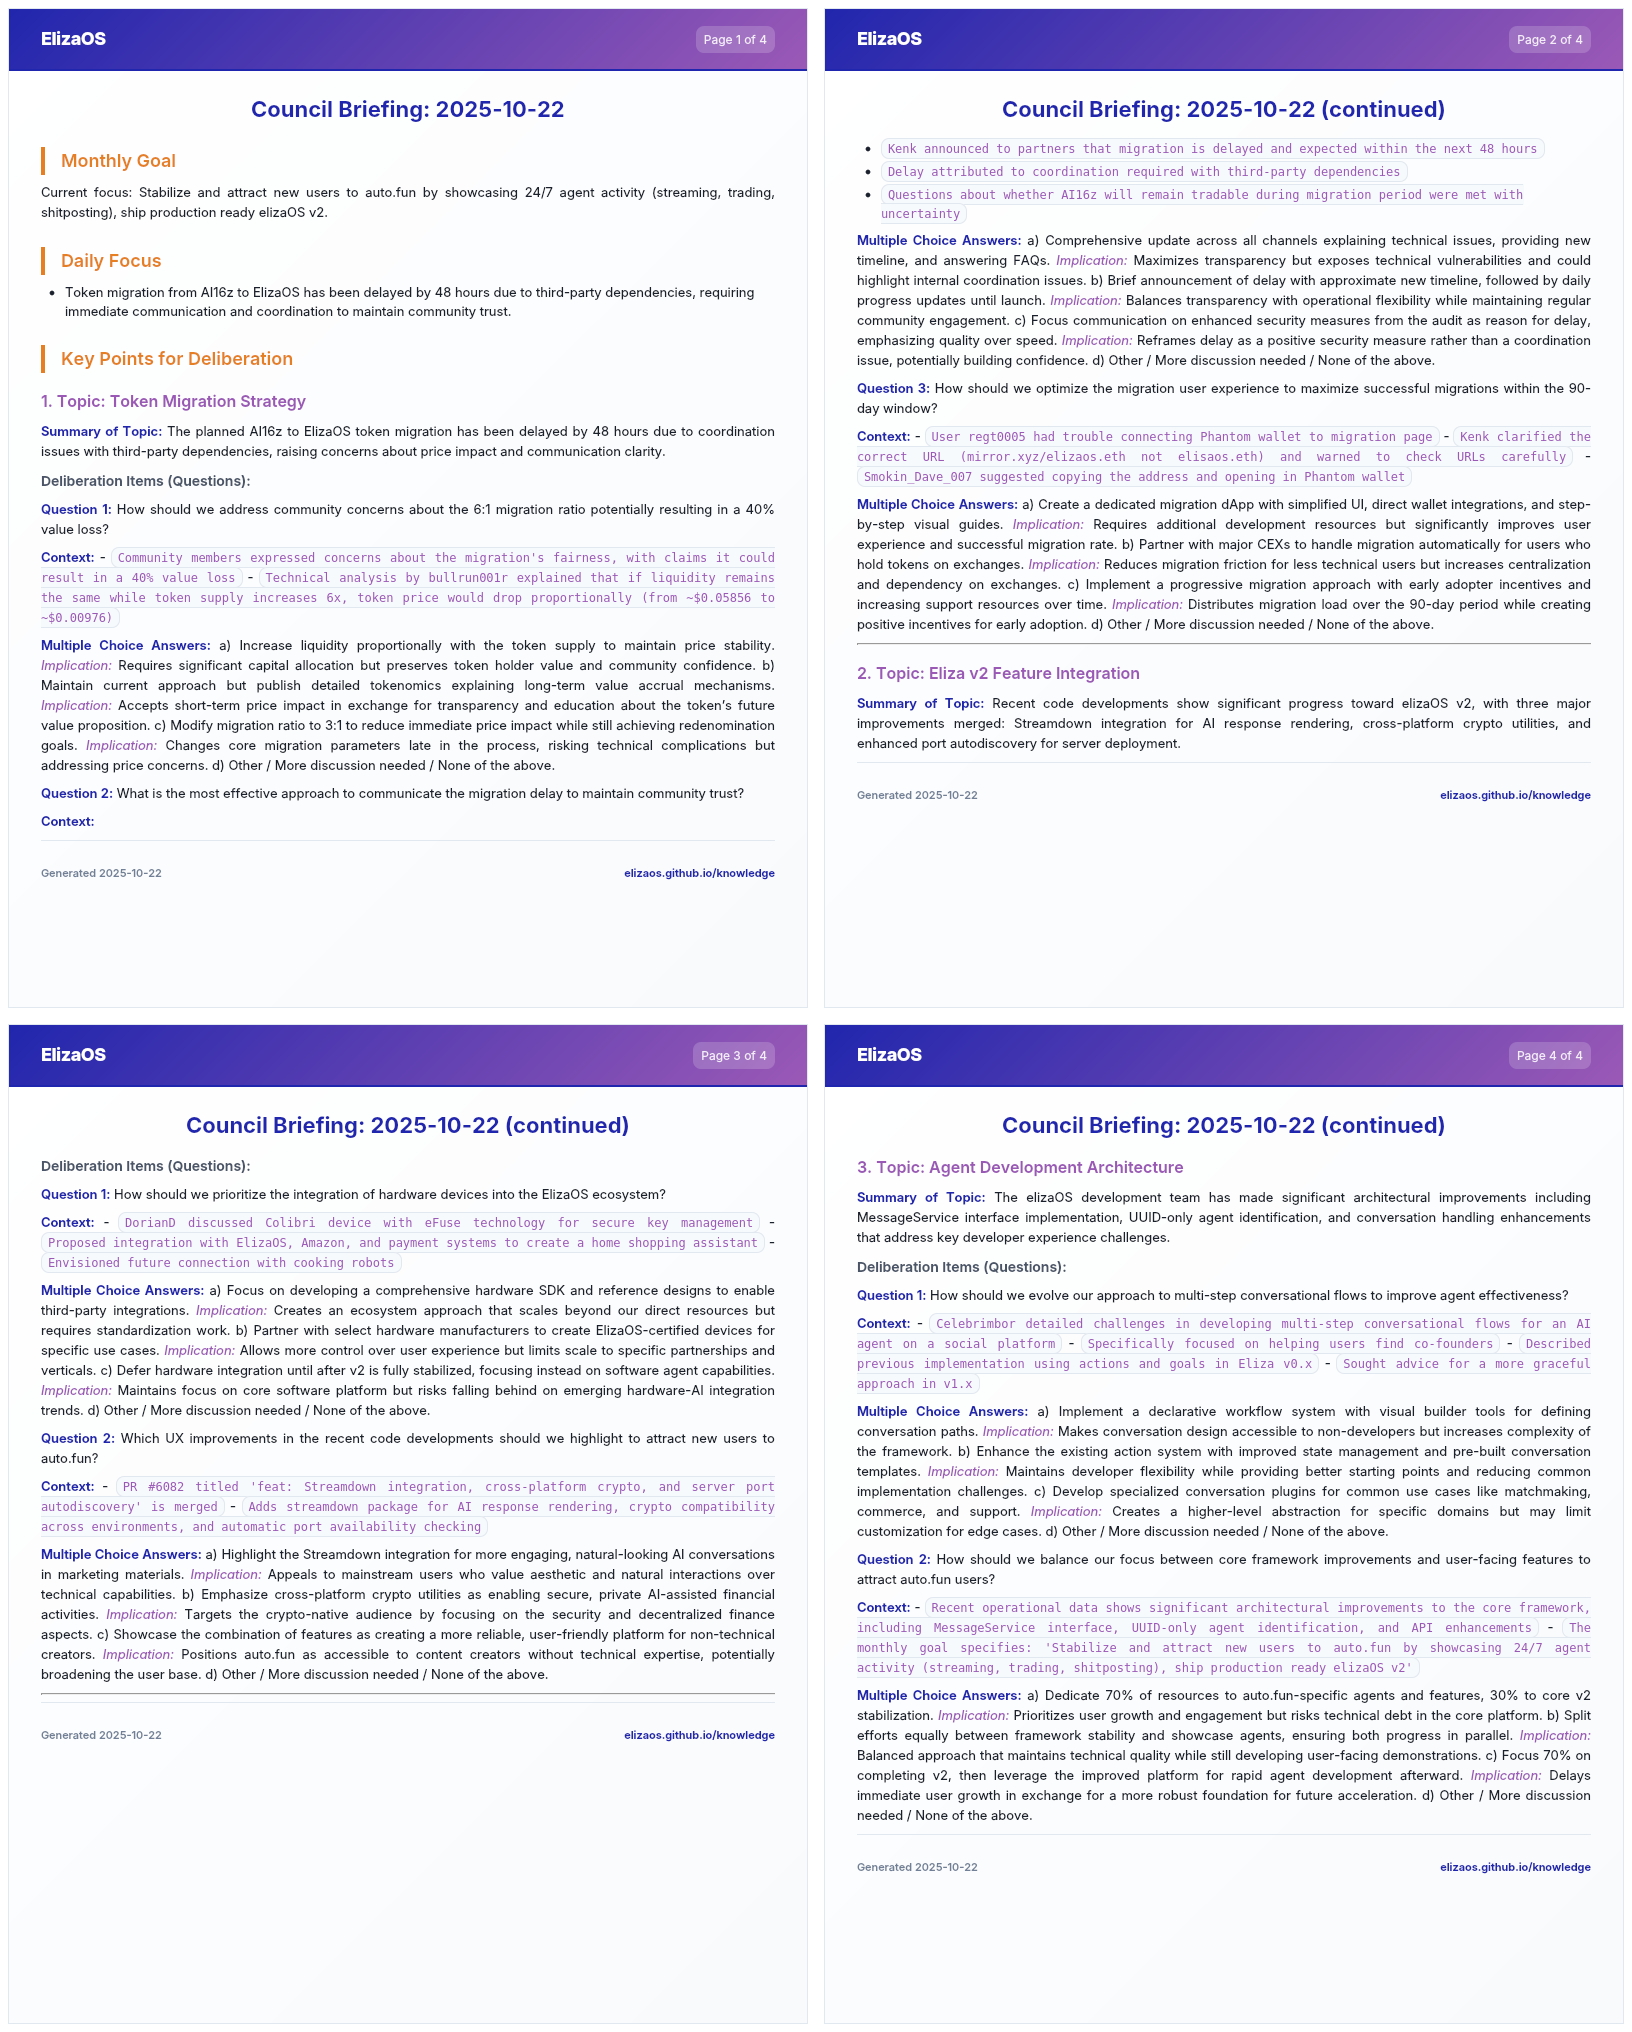 ElizaOS
Page 1 of 4
Council Briefing: 2025-10-22
Monthly Goal
Current focus: Stabilize and attract new users to auto.fun by showcasing 24/7 agent activity (streaming, trading,
shitposting), ship production ready elizaOS v2.
Daily Focus
• Token migration from AI16z to ElizaOS has been delayed by 48 hours due to third-party dependencies, requiring
immediate communication and coordination to maintain community trust.
Key Points for Deliberation
1. Topic: Token Migration Strategy
Summary of Topic: The planned AI16z to ElizaOS token migration has been delayed by 48 hours due to coordination
issues with third-party dependencies, raising concerns about price impact and communication clarity.
Deliberation Items (Questions):
Question 1: How should we address community concerns about the 6:1 migration ratio potentially resulting in a 40%
value loss?
Context: - Community members expressed concerns about the migration's fairness, with claims it could
result in a 40% value loss - Technical analysis by bullrun001r explained that if liquidity remains
the same while token supply increases 6x, token price would drop proportionally (from ~$0.05856 to
~$0.00976)
Multiple Choice Answers: a) Increase liquidity proportionally with the token supply to maintain price stability.
Implication: Requires significant capital allocation but preserves token holder value and community confidence. b)
Maintain current approach but publish detailed tokenomics explaining long-term value accrual mechanisms.
Implication: Accepts short-term price impact in exchange for transparency and education about the token's future
value proposition. c) Modify migration ratio to 3:1 to reduce immediate price impact while still achieving redenomination
goals. Implication: Changes core migration parameters late in the process, risking technical complications but
addressing price concerns. d) Other / More discussion needed / None of the above.
Question 2: What is the most effective approach to communicate the migration delay to maintain community trust?
Context:
Generated 2025-10-22
elizaos.github.io/knowledge
ElizaOS
Page 2 of 4
Council Briefing: 2025-10-22 (continued)
• Kenk announced to partners that migration is delayed and expected within the next 48 hours
• Delay attributed to coordination required with third-party dependencies
• Questions about whether AI16z will remain tradable during migration period were met with
uncertainty
Multiple Choice Answers: a) Comprehensive update across all channels explaining technical issues, providing new
timeline, and answering FAQs. Implication: Maximizes transparency but exposes technical vulnerabilities and could
highlight internal coordination issues. b) Brief announcement of delay with approximate new timeline, followed by daily
progress updates until launch. Implication: Balances transparency with operational flexibility while maintaining regular
community engagement. c) Focus communication on enhanced security measures from the audit as reason for delay,
emphasizing quality over speed. Implication: Reframes delay as a positive security measure rather than a coordination
issue, potentially building confidence. d) Other / More discussion needed / None of the above.
Question 3: How should we optimize the migration user experience to maximize successful migrations within the 90-
day window?
Context: - User regt0005 had trouble connecting Phantom wallet to migration page - Kenk clarified the
correct URL (mirror.xyz/elizaos.eth not elisaos.eth) and warned to check URLs carefully -
Smokin_Dave_007 suggested copying the address and opening in Phantom wallet
Multiple Choice Answers: a) Create a dedicated migration dApp with simplified UI, direct wallet integrations, and step-
by-step visual guides. Implication: Requires additional development resources but significantly improves user
experience and successful migration rate. b) Partner with major CEXs to handle migration automatically for users who
hold tokens on exchanges. Implication: Reduces migration friction for less technical users but increases centralization
and dependency on exchanges. c) Implement a progressive migration approach with early adopter incentives and
increasing support resources over time. Implication: Distributes migration load over the 90-day period while creating
positive incentives for early adoption. d) Other / More discussion needed / None of the above.
2. Topic: Eliza v2 Feature Integration
Summary of Topic: Recent code developments show significant progress toward elizaOS v2, with three major
improvements merged: Streamdown integration for AI response rendering, cross-platform crypto utilities, and
enhanced port autodiscovery for server deployment.
Generated 2025-10-22
elizaos.github.io/knowledge
ElizaOS
Page 3 of 4
Council Briefing: 2025-10-22 (continued)
Deliberation Items (Questions):
Question 1: How should we prioritize the integration of hardware devices into the ElizaOS ecosystem?
Context: - DorianD discussed Colibri device with eFuse technology for secure key management -
Proposed integration with ElizaOS, Amazon, and payment systems to create a home shopping assistant -
Envisioned future connection with cooking robots
Multiple Choice Answers: a) Focus on developing a comprehensive hardware SDK and reference designs to enable
third-party integrations. Implication: Creates an ecosystem approach that scales beyond our direct resources but
requires standardization work. b) Partner with select hardware manufacturers to create ElizaOS-certified devices for
specific use cases. Implication: Allows more control over user experience but limits scale to specific partnerships and
verticals. c) Defer hardware integration until after v2 is fully stabilized, focusing instead on software agent capabilities.
Implication: Maintains focus on core software platform but risks falling behind on emerging hardware-AI integration
trends. d) Other / More discussion needed / None of the above.
Question 2: Which UX improvements in the recent code developments should we highlight to attract new users to
auto.fun?
Context: - PR #6082 titled 'feat: Streamdown integration, cross-platform crypto, and server port
autodiscovery' is merged - Adds streamdown package for AI response rendering, crypto compatibility
across environments, and automatic port availability checking
Multiple Choice Answers: a) Highlight the Streamdown integration for more engaging, natural-looking AI conversations
in marketing materials. Implication: Appeals to mainstream users who value aesthetic and natural interactions over
technical capabilities. b) Emphasize cross-platform crypto utilities as enabling secure, private AI-assisted financial
activities. Implication: Targets the crypto-native audience by focusing on the security and decentralized finance
aspects. c) Showcase the combination of features as creating a more reliable, user-friendly platform for non-technical
creators. Implication: Positions auto.fun as accessible to content creators without technical expertise, potentially
broadening the user base. d) Other / More discussion needed / None of the above.
Generated 2025-10-22
elizaos.github.io/knowledge
ElizaOS
Page 4 of 4
Council Briefing: 2025-10-22 (continued)
3. Topic: Agent Development Architecture
Summary of Topic: The elizaOS development team has made significant architectural improvements including
MessageService interface implementation, UUID-only agent identification, and conversation handling enhancements
that address key developer experience challenges.
Deliberation Items (Questions):
Question 1: How should we evolve our approach to multi-step conversational flows to improve agent effectiveness?
Context: - Celebrimbor detailed challenges in developing multi-step conversational flows for an AI
agent on a social platform - Specifically focused on helping users find co-founders - Described
previous implementation using actions and goals in Eliza v0.x - Sought advice for a more graceful
approach in v1.x
Multiple Choice Answers: a) Implement a declarative workflow system with visual builder tools for defining
conversation paths. Implication: Makes conversation design accessible to non-developers but increases complexity of
the framework. b) Enhance the existing action system with improved state management and pre-built conversation
templates. Implication: Maintains developer flexibility while providing better starting points and reducing common
implementation challenges. c) Develop specialized conversation plugins for common use cases like matchmaking,
commerce, and support. Implication: Creates a higher-level abstraction for specific domains but may limit
customization for edge cases. d) Other / More discussion needed / None of the above.
Question 2: How should we balance our focus between core framework improvements and user-facing features to
attract auto.fun users?
Context: - Recent operational data shows significant architectural improvements to the core framework,
including MessageService interface, UUID-only agent identification, and API enhancements - The
monthly goal specifies: 'Stabilize and attract new users to auto.fun by showcasing 24/7 agent
activity (streaming, trading, shitposting), ship production ready elizaOS v2'
Multiple Choice Answers: a) Dedicate 70% of resources to auto.fun-specific agents and features, 30% to core v2
stabilization. Implication: Prioritizes user growth and engagement but risks technical debt in the core platform. b) Split
efforts equally between framework stability and showcase agents, ensuring both progress in parallel. Implication:
Balanced approach that maintains technical quality while still developing user-facing demonstrations. c) Focus 70% on
completing v2, then leverage the improved platform for rapid agent development afterward. Implication: Delays
immediate user growth in exchange for a more robust foundation for future acceleration. d) Other / More discussion
needed / None of the above.
Generated 2025-10-22
elizaos.github.io/knowledge